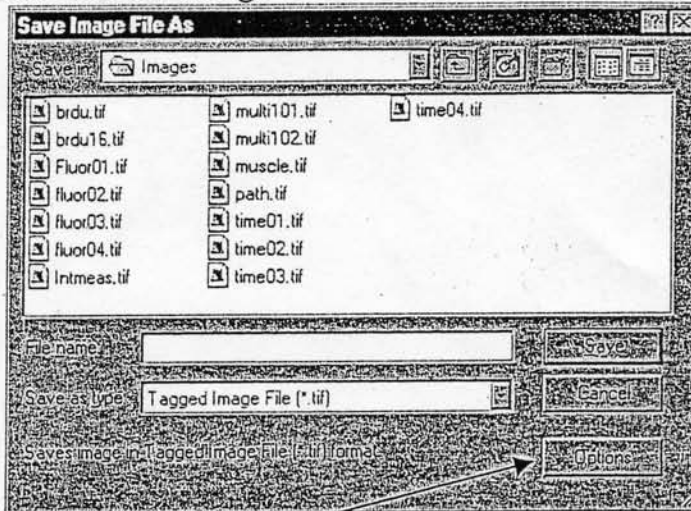 Save Image File As
Save in: Images
brdu.tif
brdu16.tif
Fluor01.tif
fluor02.tif
fluor03.tif
fluor04.tif
Intmeas.tif
multi101.tif
multi102.tif
muscle.tif
path.tif
time01.tif
time02.tif
time03.tif
time04.tif
File name:
Save
Save as type: Tagged Image File (*.tif)
Cancel
Saves image in Tagged Image File (*.tif) format
Options